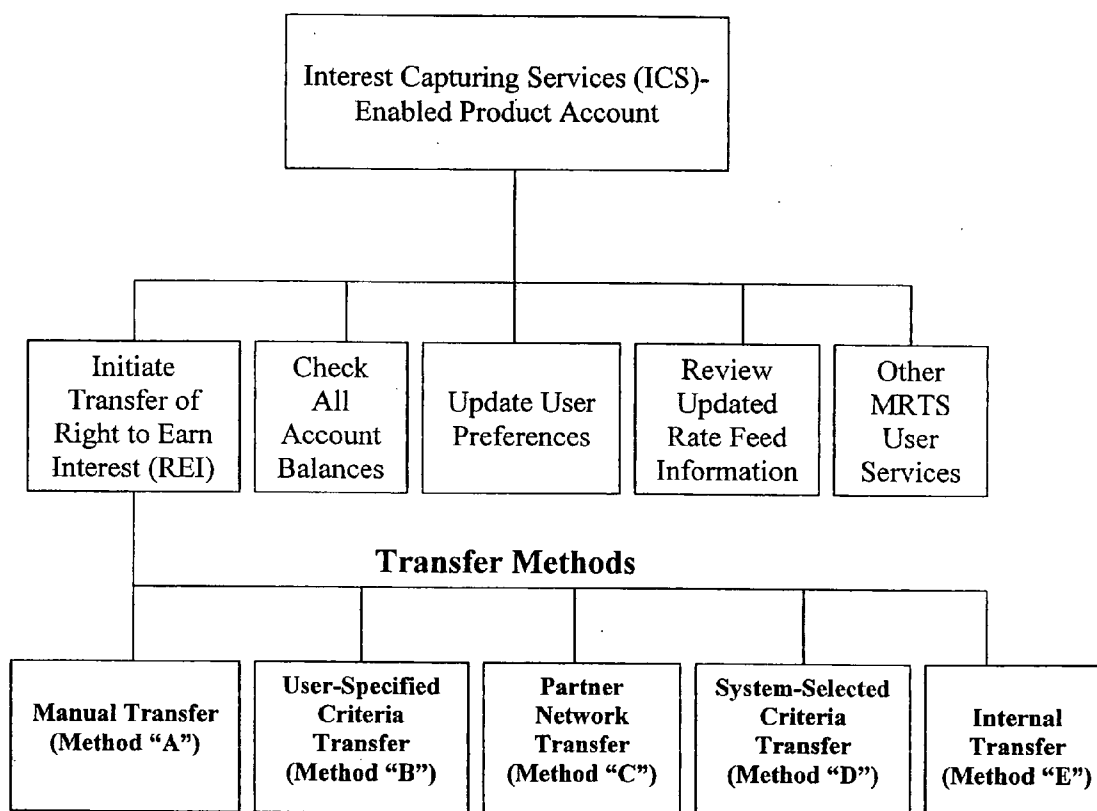 Interest Capturing Services (ICS)-
Enabled Product Account
Initiate
Transfer of
Right to Earn
Interest (REI)
Check
All
Account
Balances
Update User
Preferences
Review
Updated
Rate Feed
Information
Other
MRTS
User
Services
Transfer Methods
Manual Transfer
(Method “A”)
User-Specified
Criteria
Transfer
(Method “B”)
Partner
Network
Transfer
(Method “C”)
System-Selected
Criteria
Transfer
(Method “D”)
Internal
Transfer
(Method “E”)